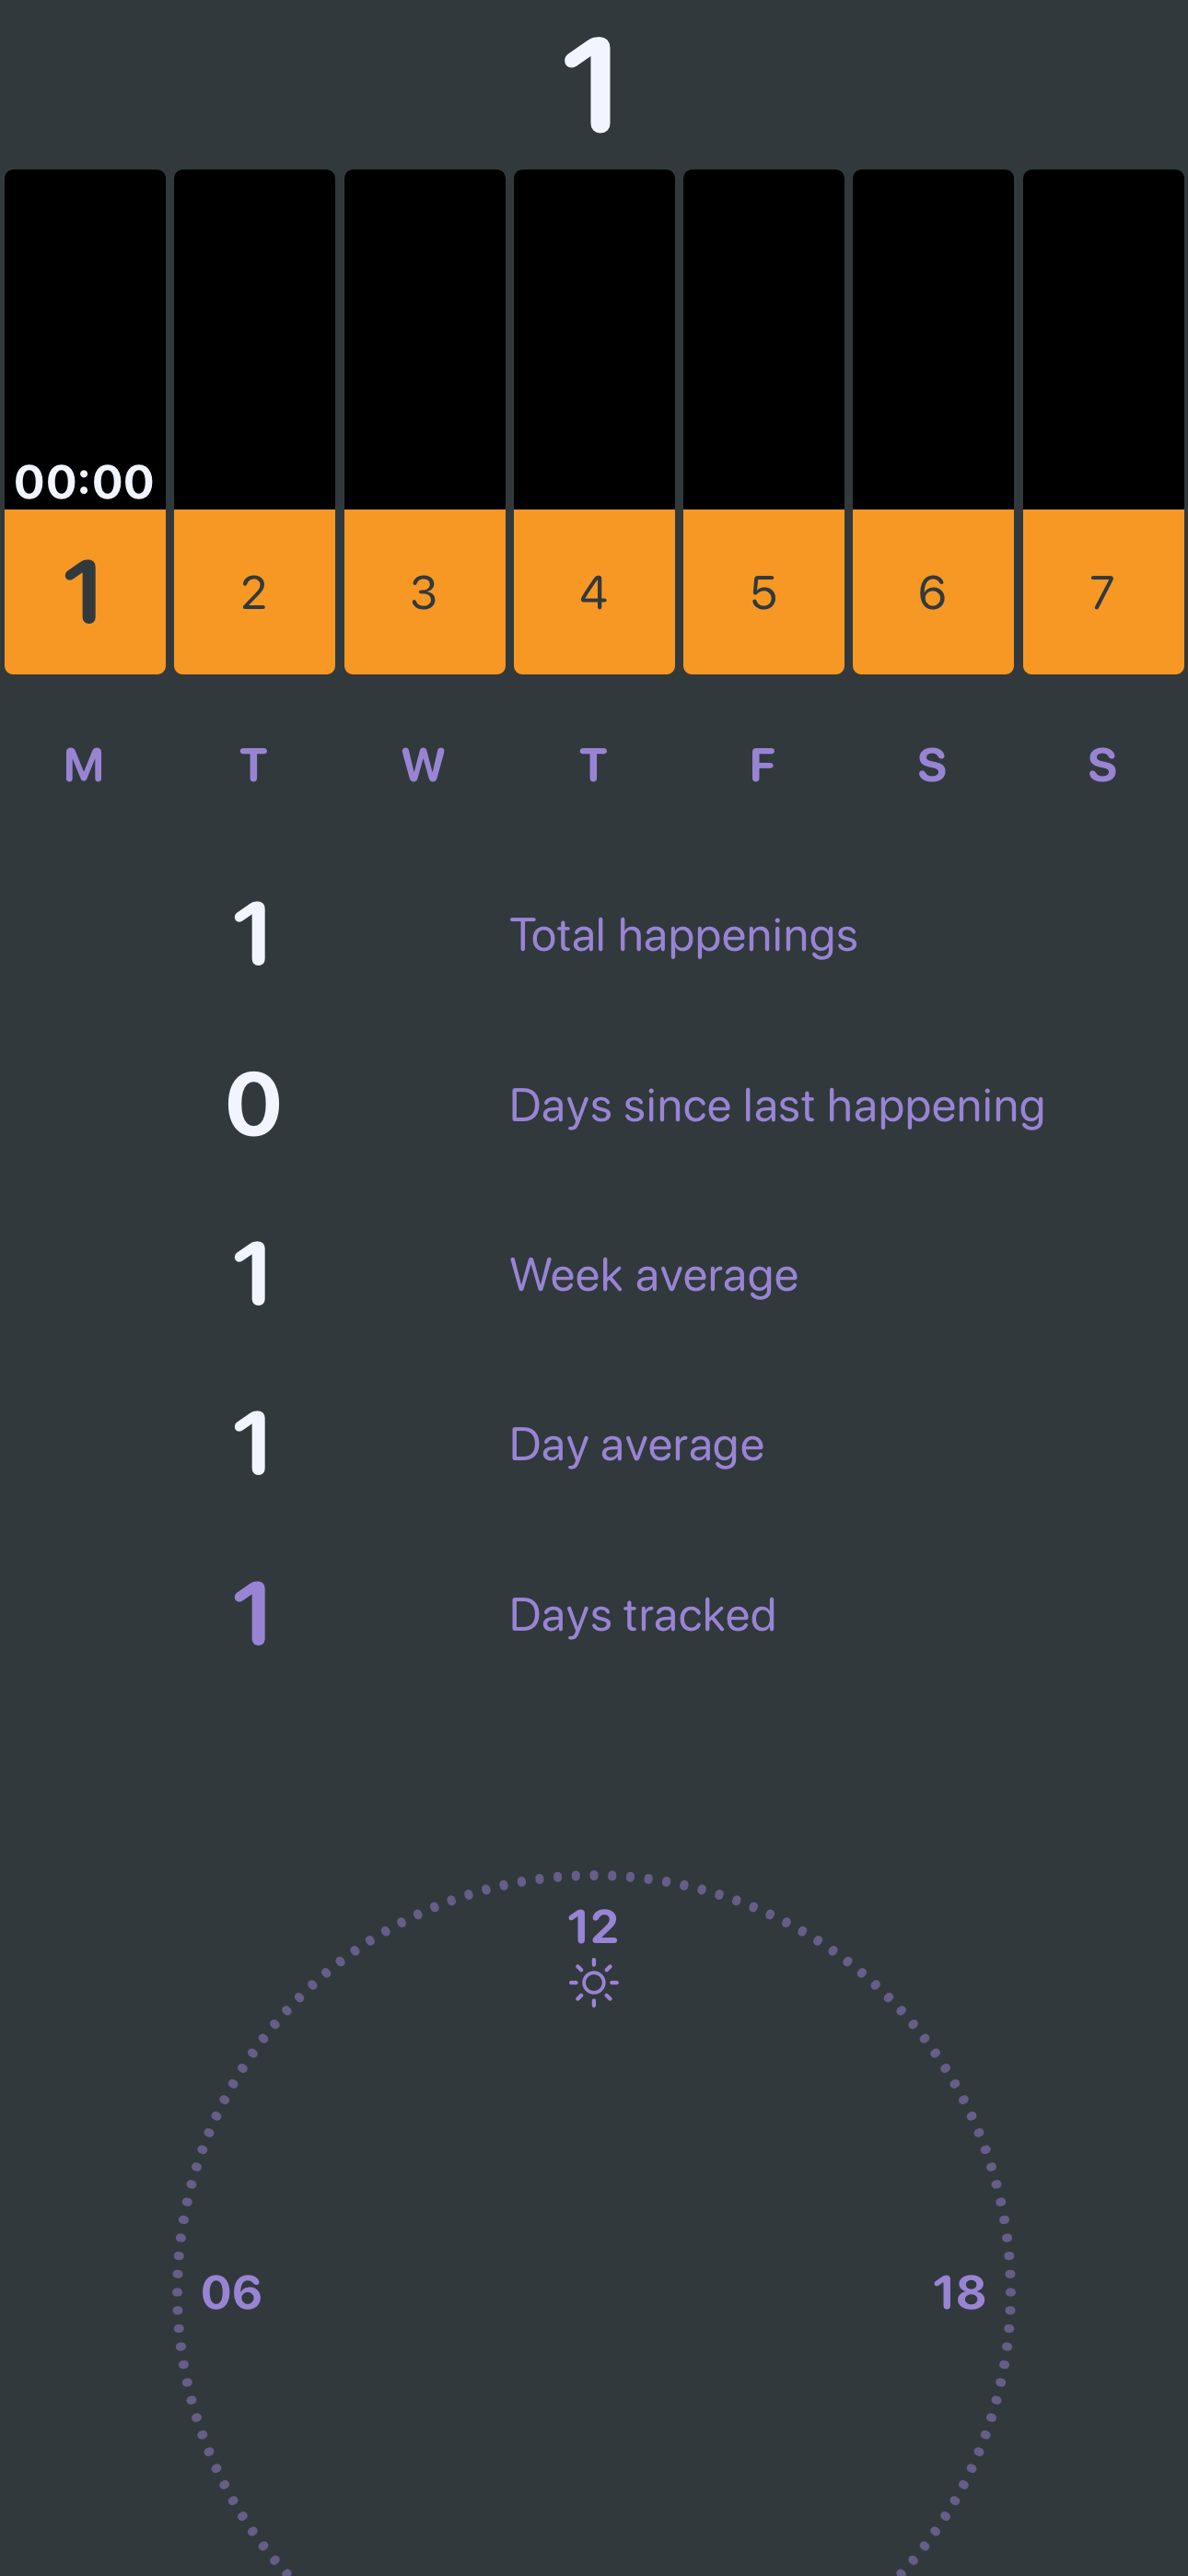 1
00:00
1 2 3 4 5 6 7
M T W T F S S
1 Total happenings
0 Days since last happening
1 Week average
1 Day average
1 Days tracked
12
06 18